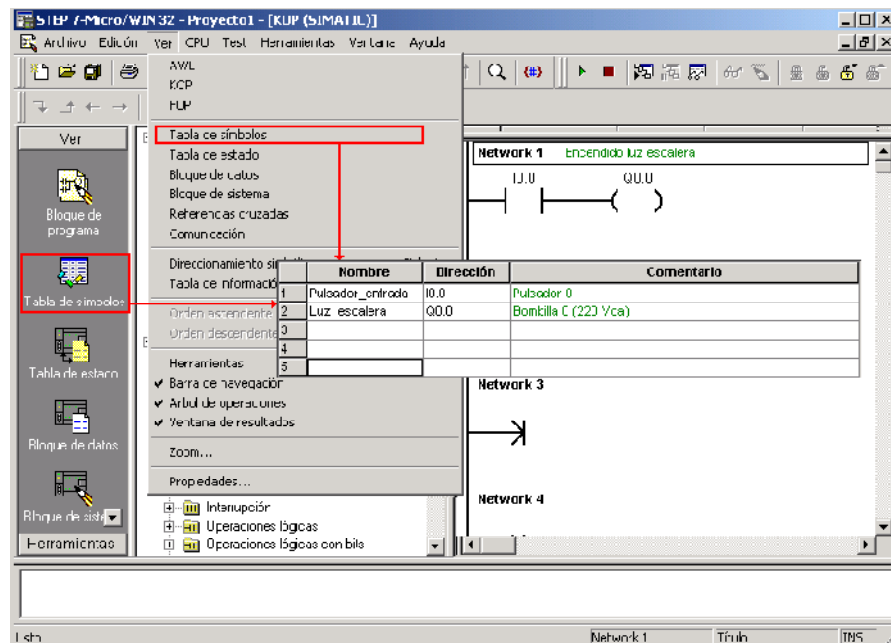 STEP 7-Micro/WIN 32 - Proyecto1 - [KOP (SIMATIC)]
Archivo Edición Ver CPU Test Herramientas Ventana Ayuda
AWL
KOP
FUP
Tabla de símbolos
Tabla de estado
Bloque de datos
Bloque de sistema
Referencias cruzadas
Comunicación
Direccionamiento
Tabla de
Orden ascendente
Orden descendente
Herramientas
Barra de navegación
Árbol de operaciones
Ventana de resultados
Zoom...
Propiedades...
Ver
Bloque de
programa
Tabla de símbolos
Tabla de estado
Bloque de datos
Bloque de
Herramientas
Nombre Dirección Comentario
1 Pulsador_entrada I0.0 Pulsador 0
2 Luz_escalera Q0.0 Bombilla 0 (220 Vca)
3
4
5
Interrupción
Operaciones lógicas
Operaciones lógicas con bits
Network 1 Encendido luz escalera
I0.0 Q0.0
Network 3
Network 4
Listo Network 1 Título INS